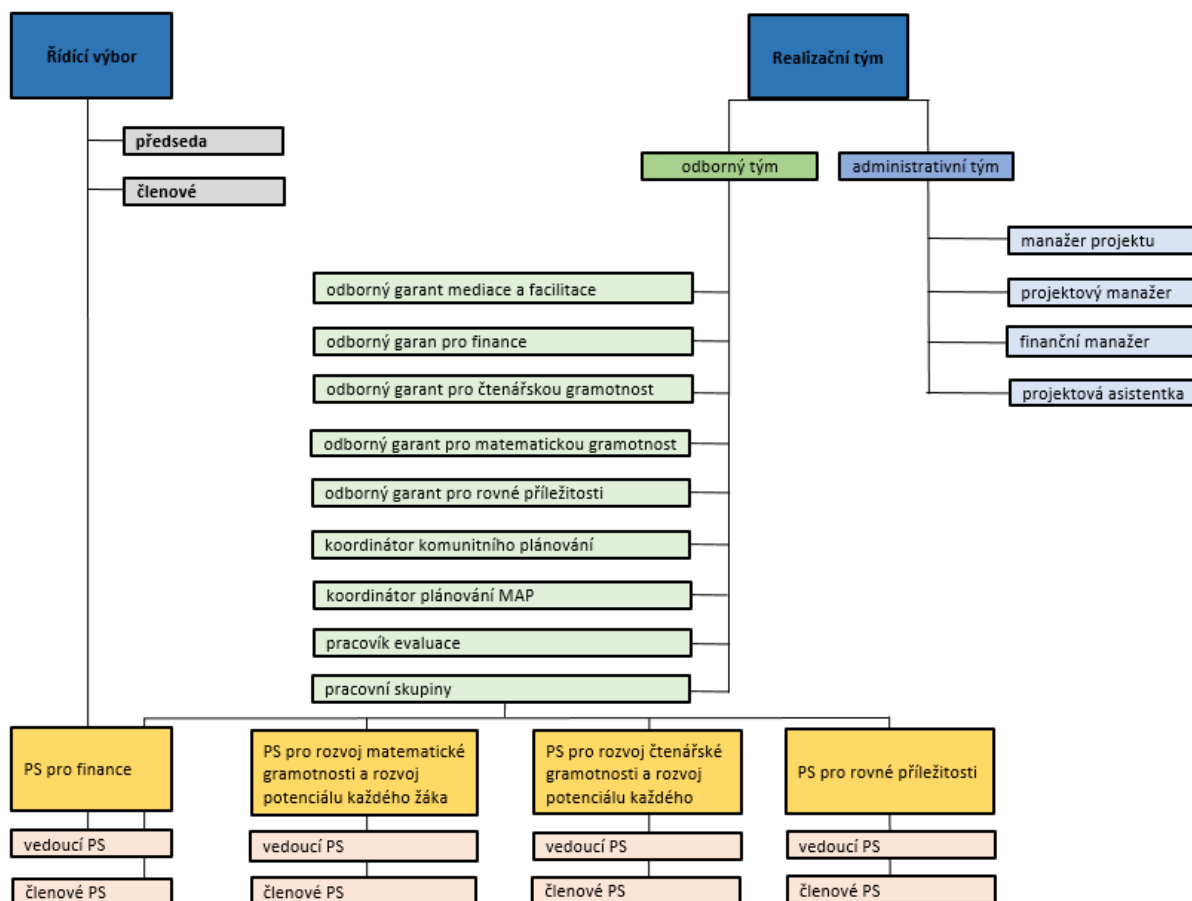 Řídící výbor
Realizační tým
předseda
členové
odborný tým
administrativní tým
manažer projektu
projektový manažer
finanční manažer
projektová asistentka
odborný garant mediace a facilitace
odborný garan pro finance
odborný garant pro čtenářskou gramotnost
odborný garant pro matematickou gramotnost
odborný garant pro rovné příležitosti
koordinátor komunitního plánování
koordinátor plánování MAP
pracovík evaluace
pracovní skupiny
PS pro finance
PS pro rozvoj matematické
gramotnosti a rozvoj
potenciálu každého žáka
PS pro rozvoj čtenářské
gramotnosti a rozvoj
potenciálu každého
PS pro rovné příležitosti
vedoucí PS
vedoucí PS
vedoucí PS
vedoucí PS
členové PS
členové PS
členové PS
členové PS